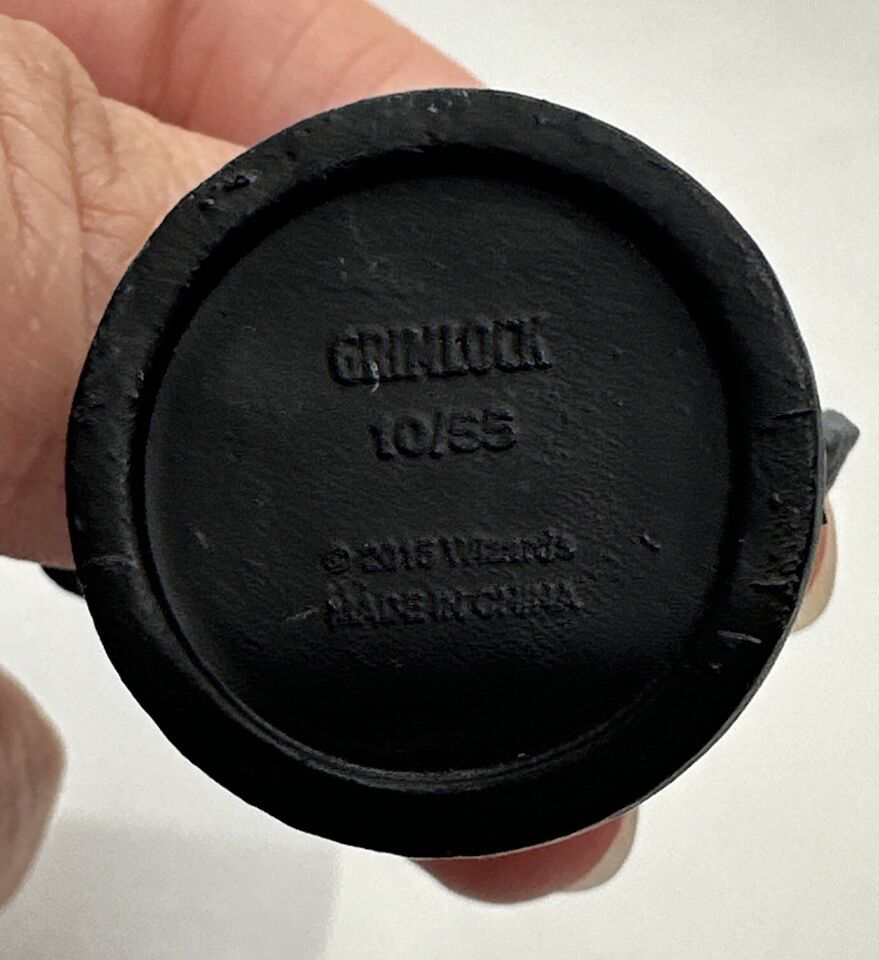 GRIMLOCK
10/55
© 2015 Wizards
MADE IN CHINA